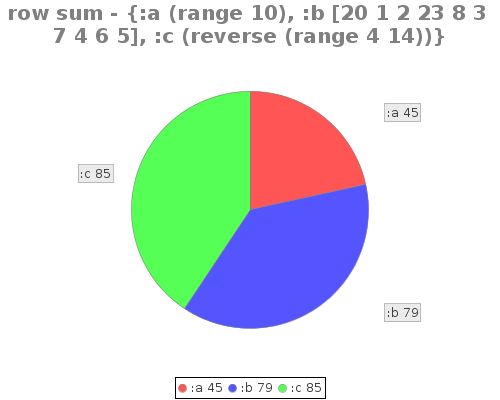 row sum - {:a (range 10), :b [20 1 2 23 8 3
7 4 6 5], :c (reverse (range 4 14))}
:a 45
:c 85
:b 79
:a 45 :b 79 :c 85